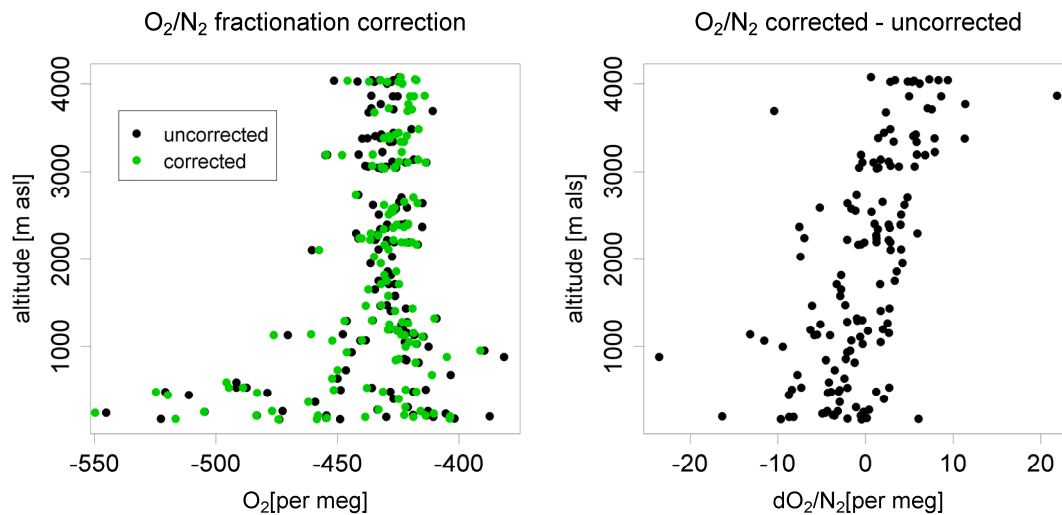 O₂/N₂ fractionation correction
4000
3000
2000
1000
altitude [m asl]
uncorrected
corrected
-550
-500
-450
-400
O₂[per meg]
O₂/N₂ corrected - uncorrected
4000
3000
2000
1000
altitude [m als]
-20
-10
0
10
20
dO₂/N₂[per meg]